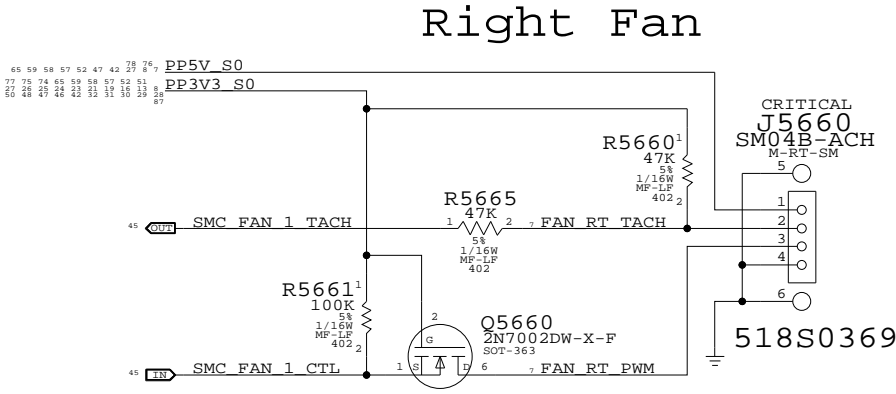 Right Fan
78 76
65 59 58 57 52 47 42 27 8 7 PP5V_S0
77 75 74 65 59 58 57 52 51
27 26 25 24 23 21 19 16 13 8 PP3V3_S0
50 48 47 46 42 32 31 30 29 28
87
CRITICAL
J5660
SM04B-ACH
M-RT-SM
5
R5660 1
47K
5%
1/16W
MF-LF
402 2
R5665
47K
1 2
5%
1/16W
MF-LF
402
45 OUT SMC_FAN_1_TACH
7 FAN_RT_TACH
1
2
3
4
6
518S0369
R5661 1
100K
5%
1/16W
MF-LF
402 2
2
G
Q5660
2N7002DW-X-F
SOT-363
45 IN SMC_FAN_1_CTL 1 S D 6 7 FAN_RT_PWM